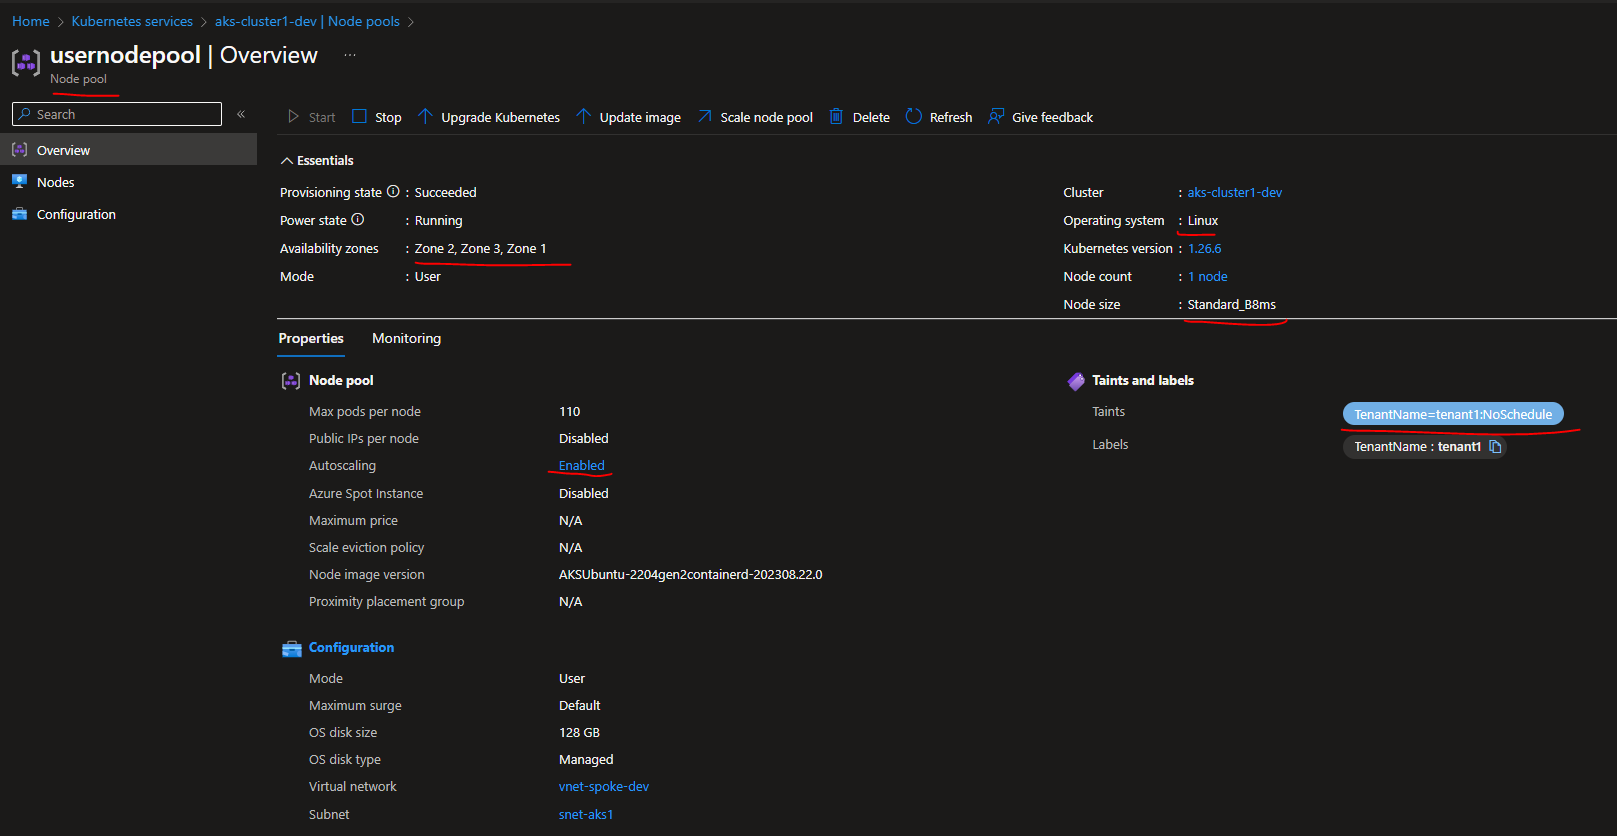 Home > Kubernetes services > aks-cluster1-dev | Node pools >
usernodepool | Overview ...
Node pool
Search «
Overview
Nodes
Configuration
Start Stop Upgrade Kubernetes Update image Scale node pool Delete Refresh Give feedback
Essentials
Provisioning state : Succeeded
Power state : Running
Availability zones : Zone 2, Zone 3, Zone 1
Mode : User
Cluster : aks-cluster1-dev
Operating system : Linux
Kubernetes version : 1.26.6
Node count : 1 node
Node size : Standard_B8ms
Properties Monitoring
Node pool
Max pods per node 110
Public IPs per node Disabled
Autoscaling Enabled
Azure Spot Instance Disabled
Maximum price N/A
Scale eviction policy N/A
Node image version AKSUbuntu-2204gen2containerd-202308.22.0
Proximity placement group N/A
Taints and labels
Taints TenantName=tenant1:NoSchedule
Labels TenantName : tenant1
Configuration
Mode User
Maximum surge Default
OS disk size 128 GB
OS disk type Managed
Virtual network vnet-spoke-dev
Subnet snet-aks1